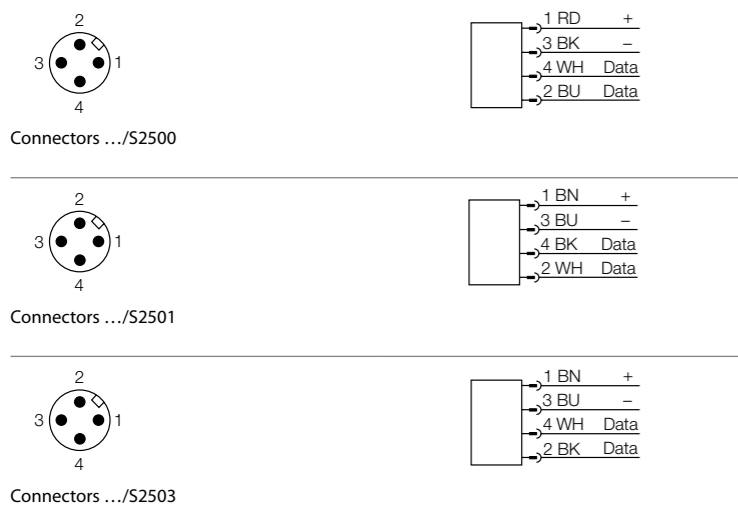 2
3
1
4
1 RD +
3 BK –
4 WH Data
2 BU Data
Connectors …/S2500
2
3
1
4
1 BN +
3 BU –
4 BK Data
2 WH Data
Connectors …/S2501
2
3
1
4
1 BN +
3 BU –
4 WH Data
2 BK Data
Connectors …/S2503